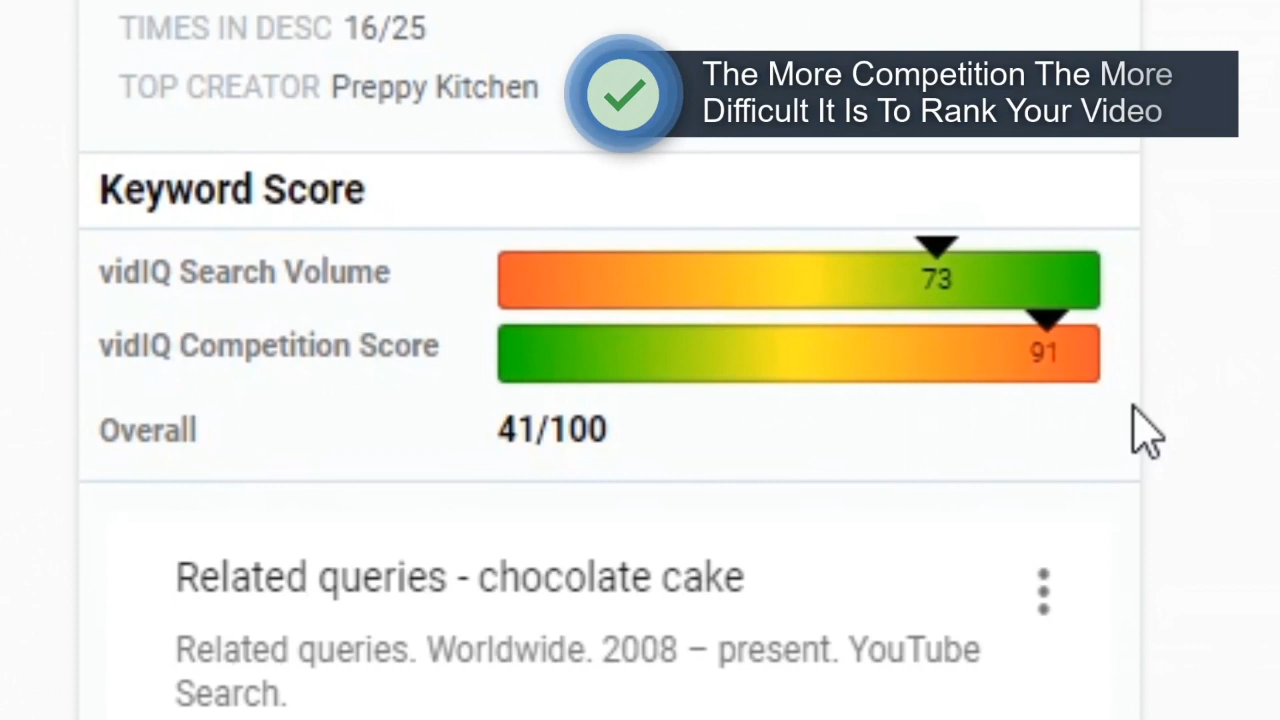 TIMES IN DESC 16/25
TOP CREATOR Preppy Kitchen
The More Competition The More
Difficult It Is To Rank Your Video
Keyword Score
vidIQ Search Volume
73
vidIQ Competition Score
91
Overall
41/100
Related queries - chocolate cake
Related queries. Worldwide. 2008 – present. YouTube
Search.